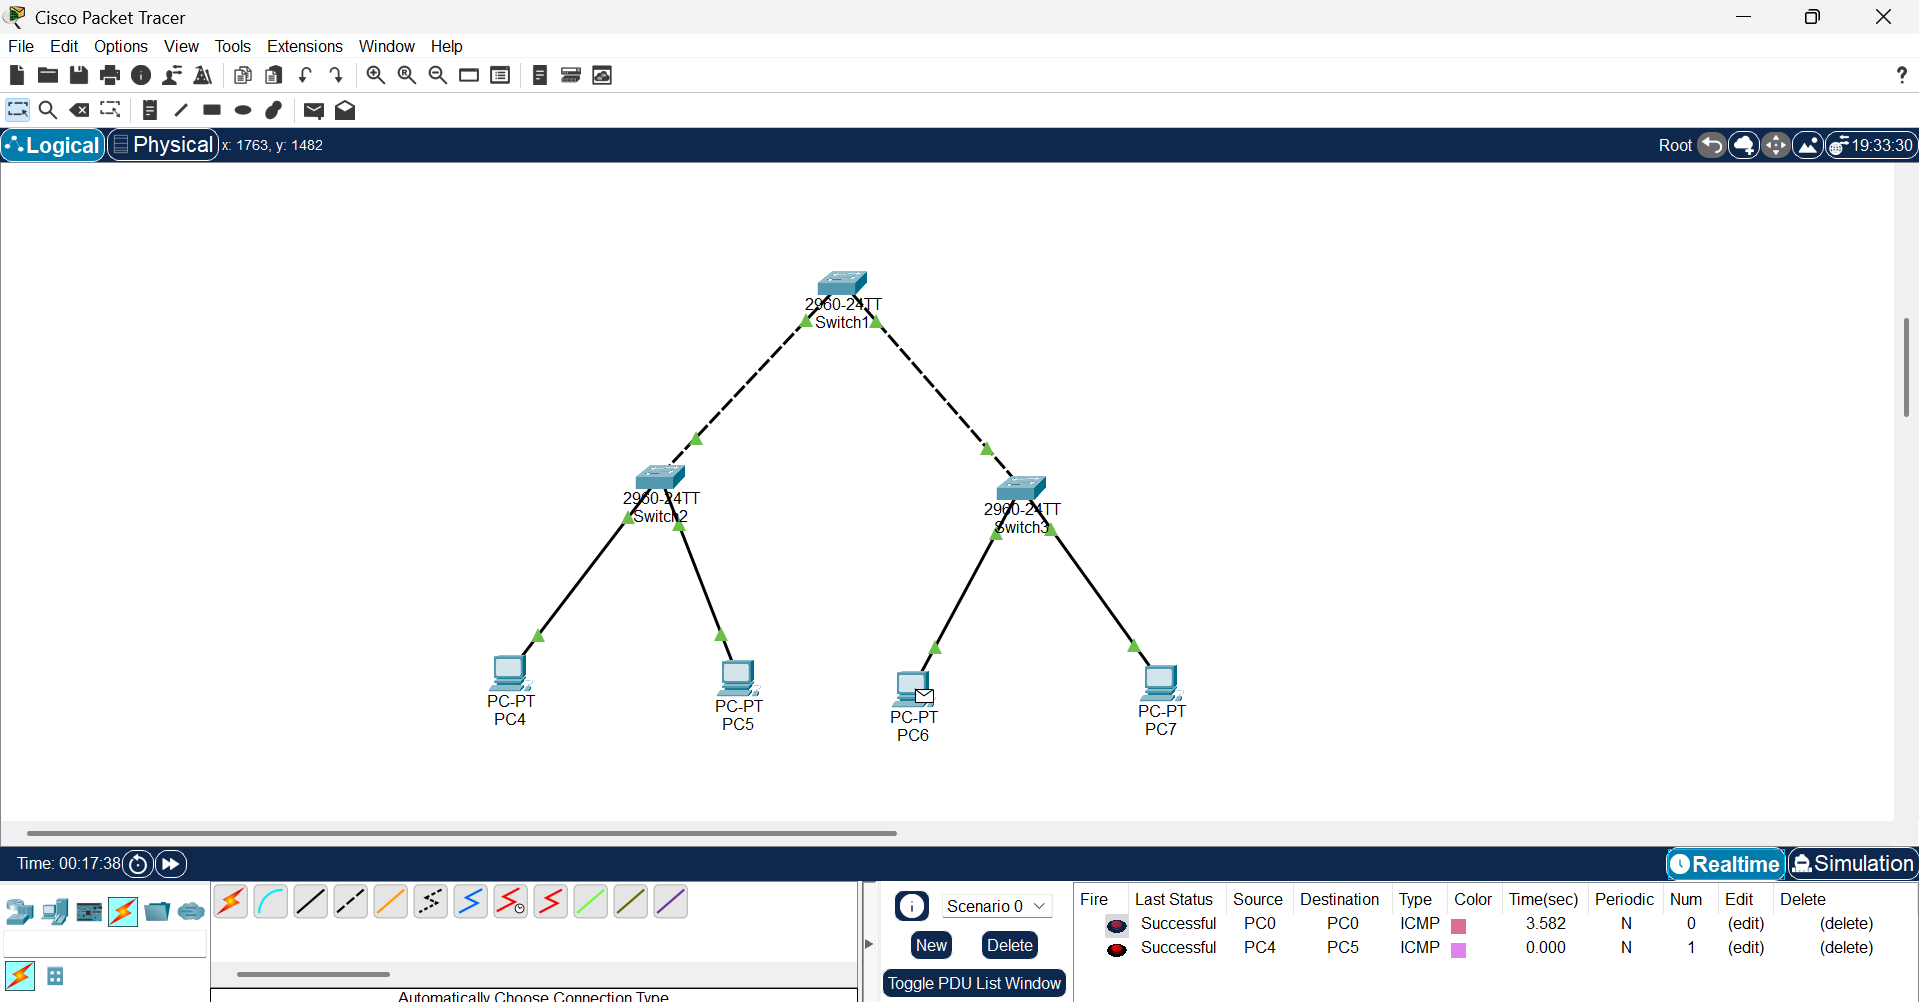 Cisco Packet Tracer
File Edit Options View Tools Extensions Window Help
Logical Physical x: 1763, y: 1482 Root 19:33:30
2960-24TT
Switch1
2960-24TT
Switch2
2960-24TT
Switch3
PC-PT
PC4
PC-PT
PC5
PC-PT
PC6
PC-PT
PC7
Time: 00:17:38 Realtime Simulation
Scenario 0
New Delete
Toggle PDU List Window
Automatically Choose Connection Type
Fire Last Status Source Destination Type Color Time(sec) Periodic Num Edit Delete
Successful PC0 PC0 ICMP 3.582 N 0 (edit) (delete)
Successful PC4 PC5 ICMP 0.000 N 1 (edit) (delete)